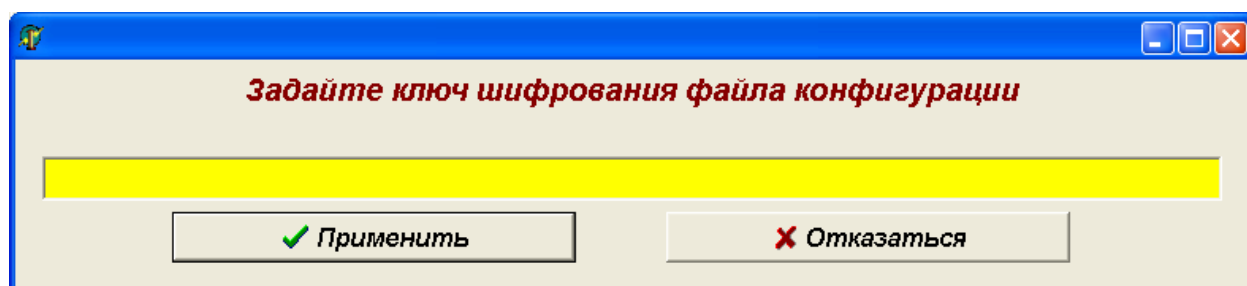 Задайте ключ шифрования файла конфигурации
Применить
Отказаться